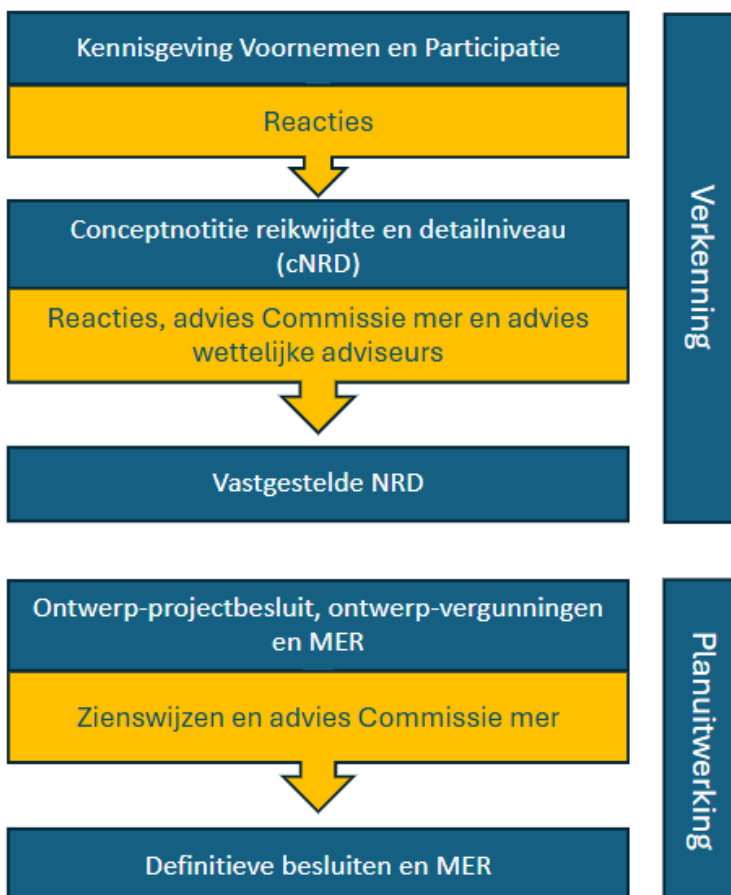 Kennisgeving Voornemen en Participatie
Reacties
Conceptnotitie reikwijdte en detailniveau
(cNRD)
Reacties, advies Commissie mer en advies
wettelijke adviseurs
Vastgestelde NRD
Verkenning
Ontwerp-projectbesluit, ontwerp-vergunningen
en MER
Zienswijzen en advies Commissie mer
Definitieve besluiten en MER
Planuitwerking